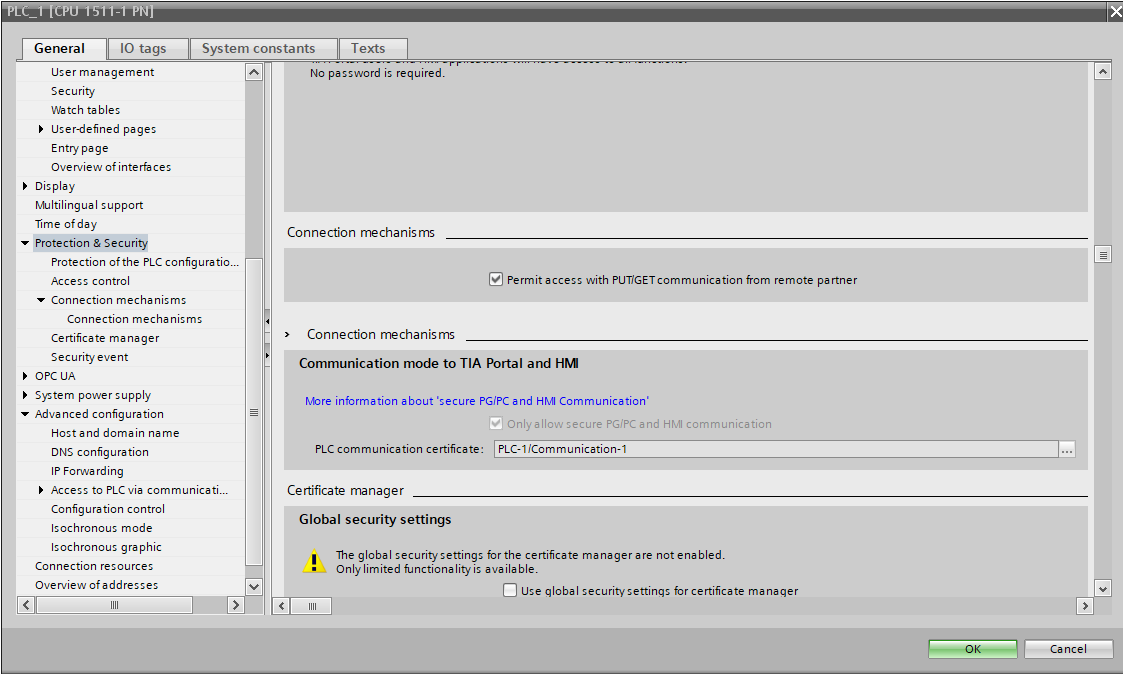 PLC_1 [CPU 1511-1 PN]
General
IO tags
System constants
Texts
User management
Security
Watch tables
User-defined pages
Entry page
Overview of interfaces
Display
Multilingual support
Time of day
Protection & Security
Protection of the PLC configuratio...
Access control
Connection mechanisms
Connection mechanisms
Certificate manager
Security event
OPC UA
System power supply
Advanced configuration
Host and domain name
DNS configuration
IP Forwarding
Access to PLC via communicati...
Configuration control
Isochronous mode
Isochronous graphic
Connection resources
Overview of addresses
No password is required.
Connection mechanisms
Permit access with PUT/GET communication from remote partner
Connection mechanisms
Communication mode to TIA Portal and HMI
More information about 'secure PG/PC and HMI Communication'
Only allow secure PG/PC and HMI communication
PLC communication certificate:
PLC-1/Communication-1
...
Certificate manager
Global security settings
The global security settings for the certificate manager are not enabled.
Only limited functionality is available.
Use global security settings for certificate manager
OK
Cancel